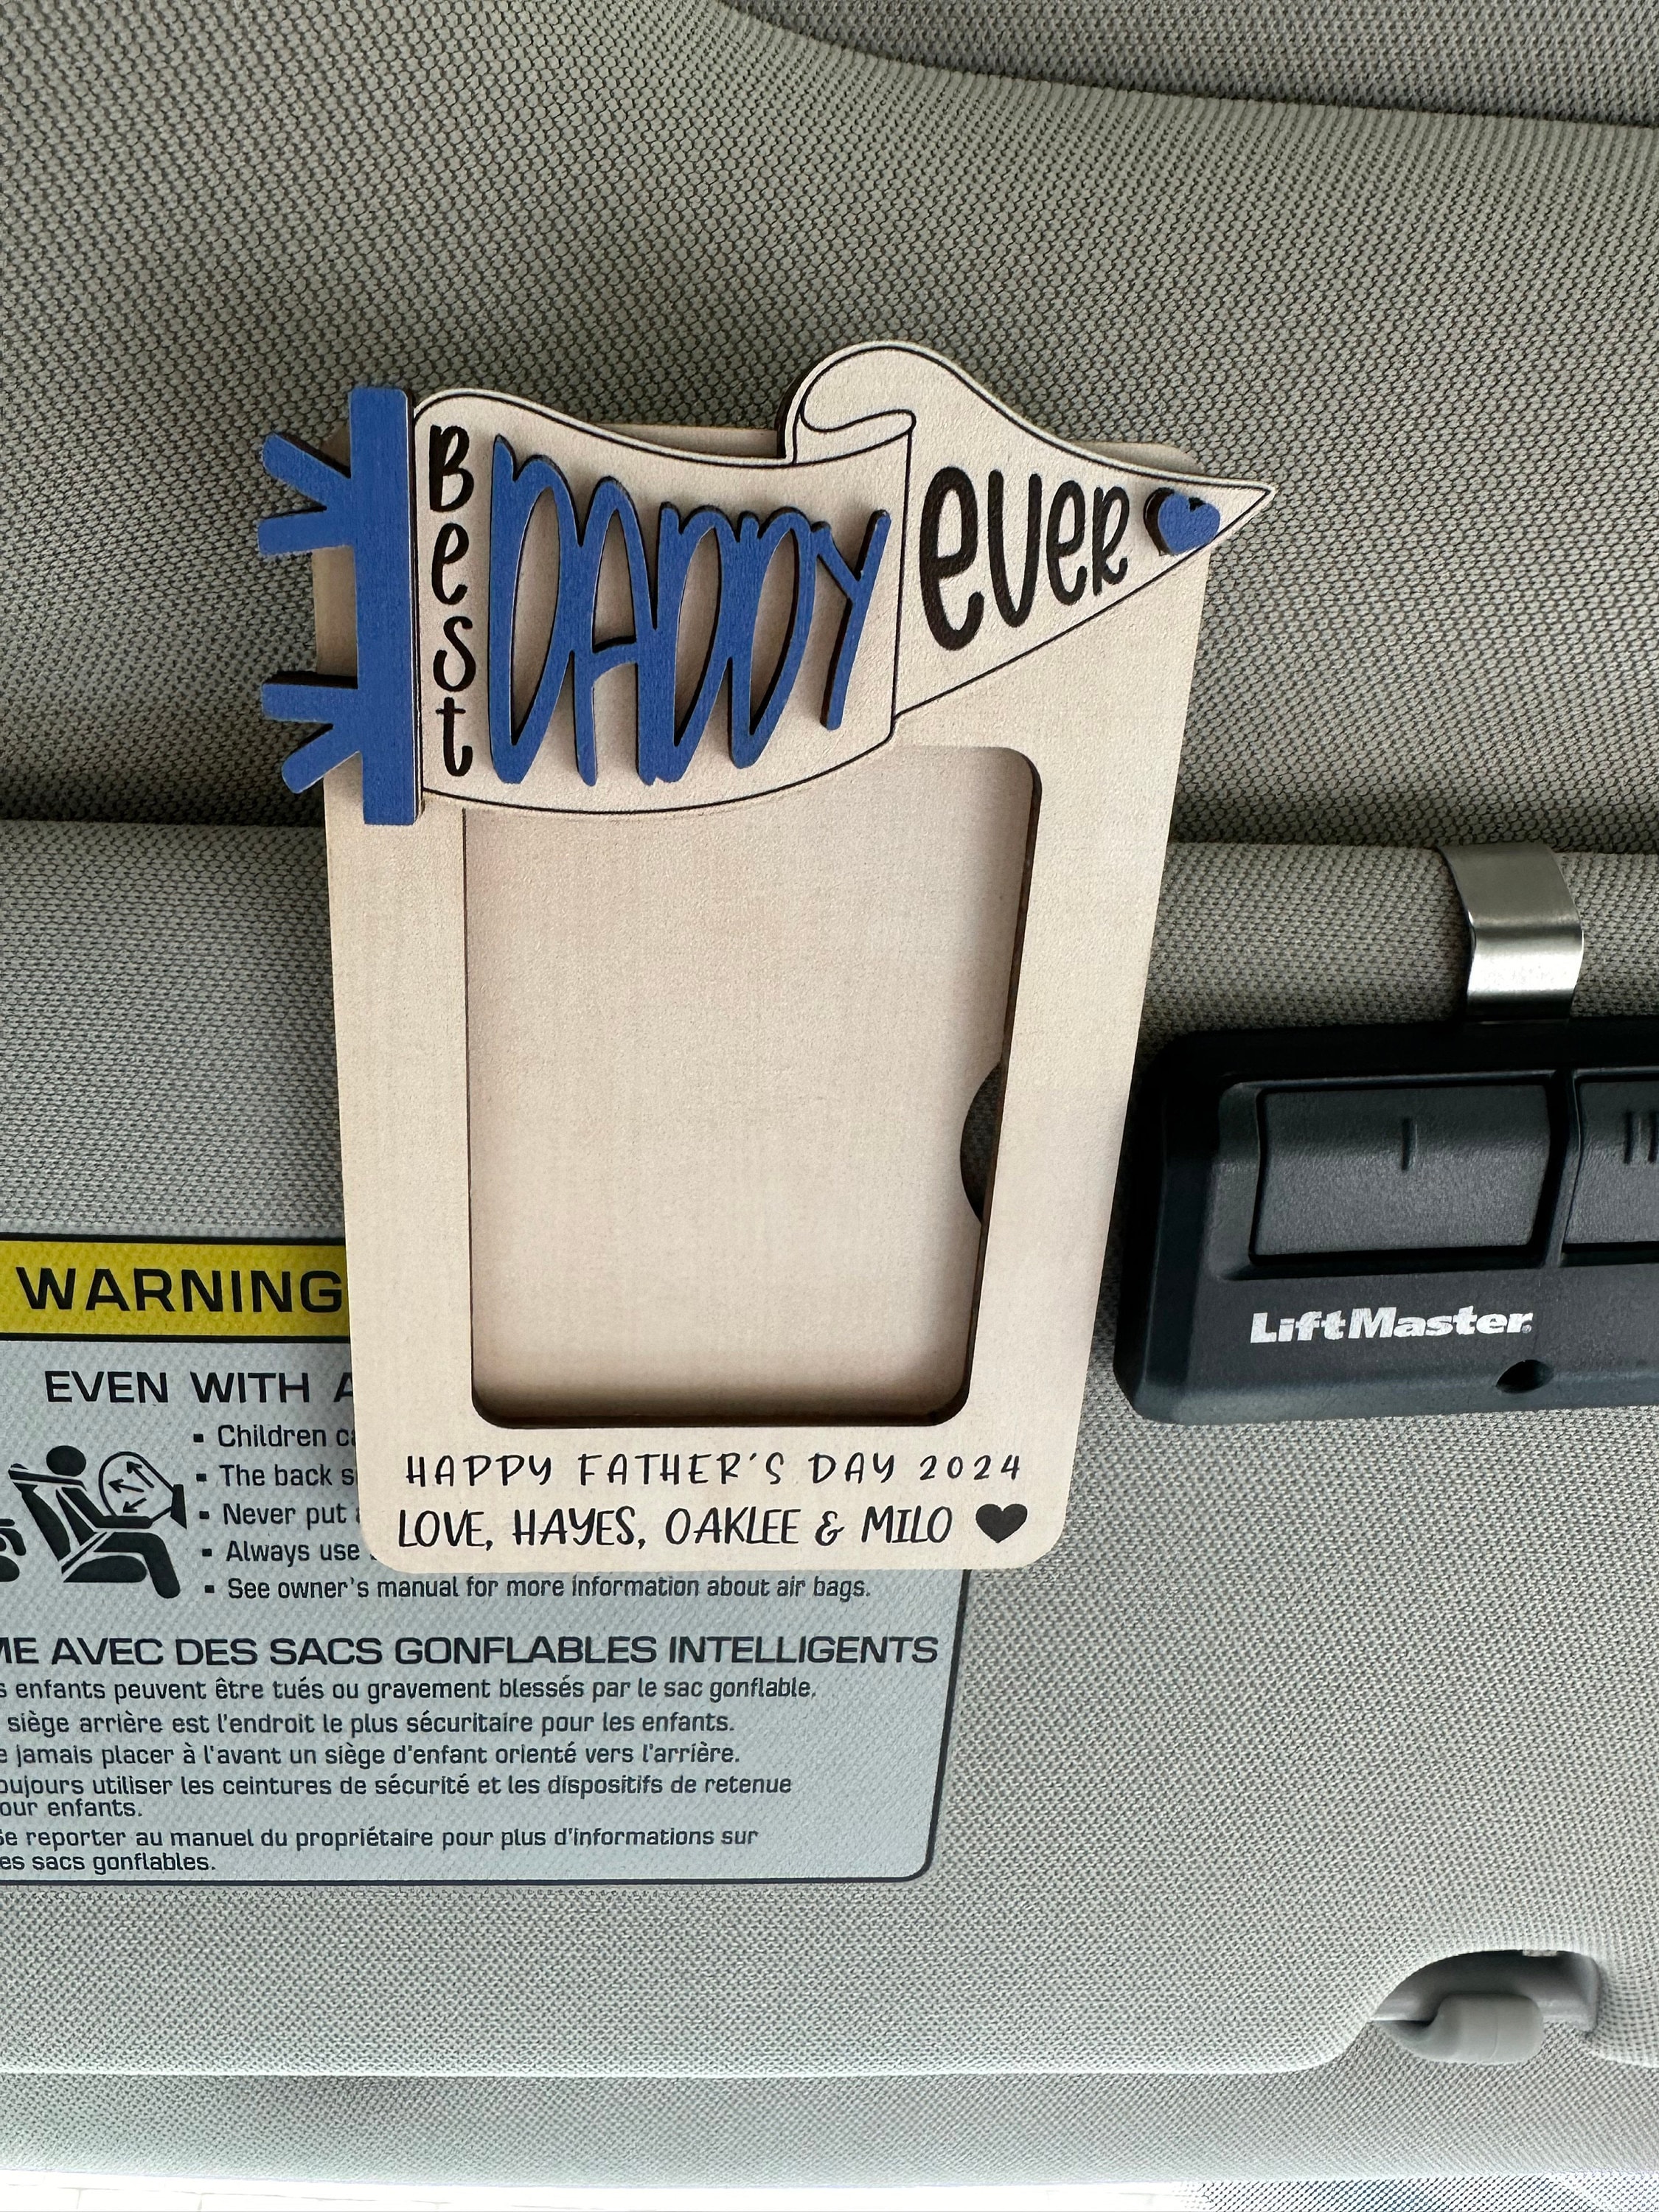 Best DADDY ever
HAPPY FATHER'S DAY 2024
LOVE, HAYES, OAKLEE & MILO
LiftMaster
WARNING
EVEN WITH
Children
The back
Never put
Always use
See owner's manual for more information about air bags.
AVEC DES SACS GONFLABLES INTELLIGENTS
enfants peuvent être tués ou gravement blessés par le sac gonflable.
siège arrière est l'endroit le plus sécuritaire pour les enfants.
jamais placer à l'avant un siège d'enfant orienté vers l'arrière.
oujours utiliser les ceintures de sécurité et les dispositifs de retenue
our enfants.
Se reporter au manuel du propriétaire pour plus d'informations sur
es sacs gonflables.